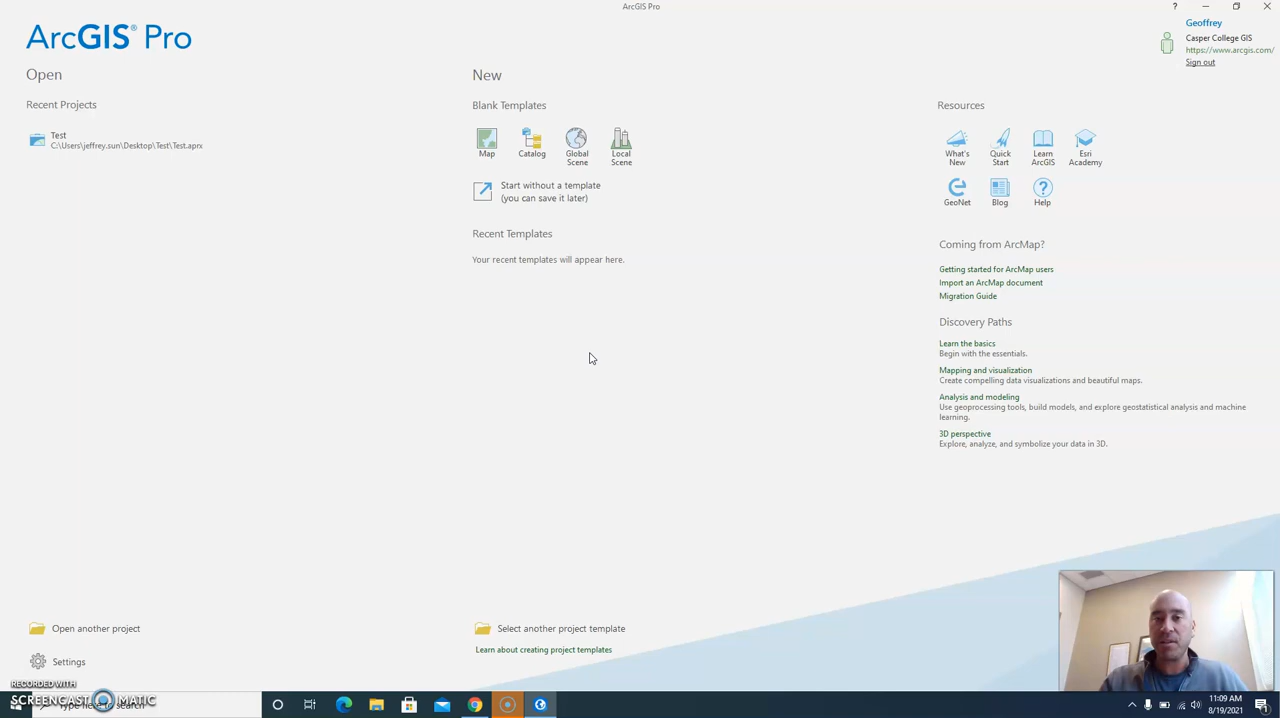 ArcGIS Pro
ArcGIS® Pro
Geoffrey
Casper College GIS
https://www.arcgis.com/
Sign out
Open
Recent Projects
Test
C:\Users\jeffrey.sun\Desktop\Test\Test.aprx
New
Blank Templates
Map
Catalog
Global
Scene
Local
Scene
Start without a template
(you can save it later)
Recent Templates
Your recent templates will appear here.
Resources
What's
New
Quick
Start
Learn
ArcGIS
Esri
Academy
GeoNet
Blog
Help
Coming from ArcMap?
Getting started for ArcMap users
Import an ArcMap document
Migration Guide
Discovery Paths
Learn the basics
Begin with the essentials.
Mapping and visualization
Create compelling data visualizations and beautiful maps.
Analysis and modeling
Use geoprocessing tools, build models, and explore geostatistical analysis and machine
learning.
3D perspective
Explore, analyze, and symbolize your data in 3D.
Open another project
Settings
Select another project template
Learn about creating project templates
RECORDED WITH
SCREENCAST MATIC
Type here to search
11:09 AM
8/19/2021